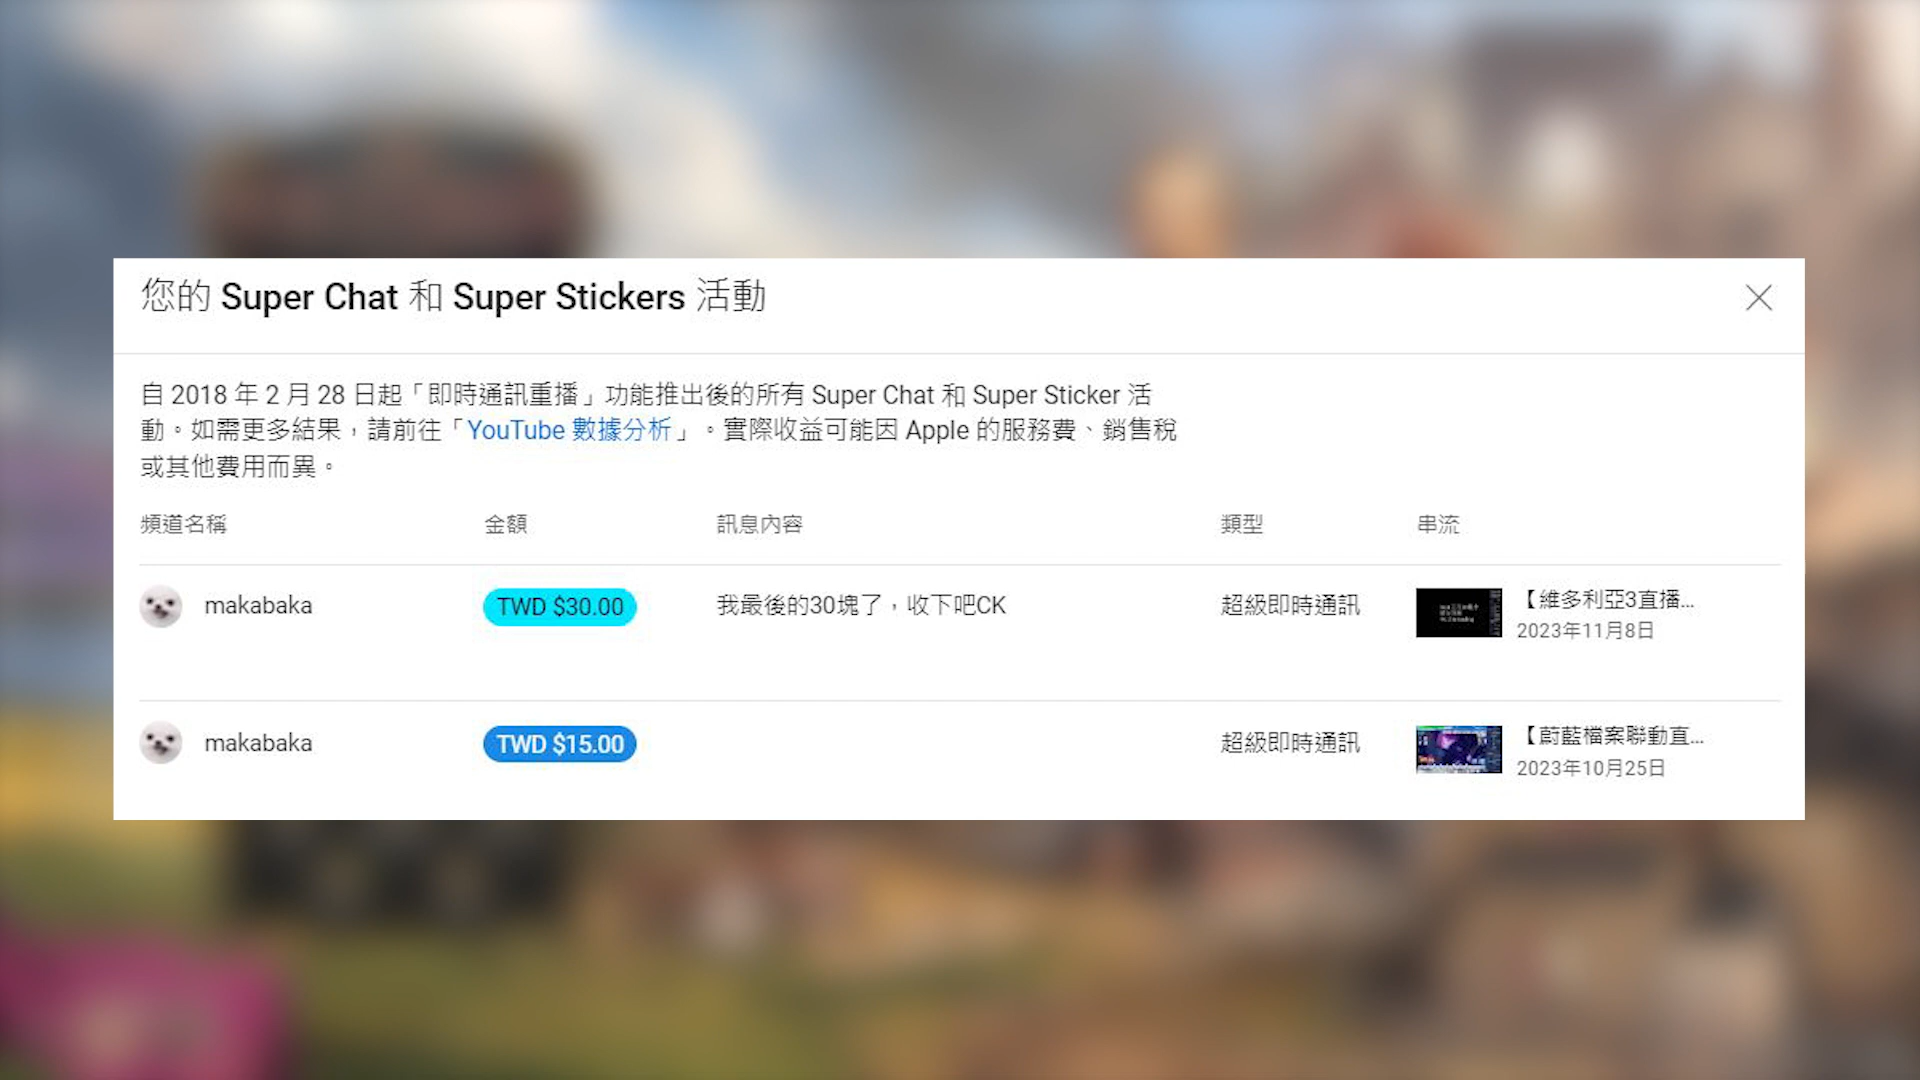 您的 Super Chat 和 Super Stickers 活動
自 2018 年 2 月 28 日起「即時通訊重播」功能推出後的所有 Super Chat 和 Super Sticker 活
動。如需更多結果，請前往「YouTube 數據分析」。實際收益可能因 Apple 的服務費、銷售稅
或其他費用而異。
頻道名稱 金額 訊息內容 類型 串流
makabaka TWD $30.00 我最後的30塊了，收下吧CK 超級即時通訊 【維多利亞3直播...
2023年11月8日
makabaka TWD $15.00 超級即時通訊 【蔚藍檔案聯動直...
2023年10月25日